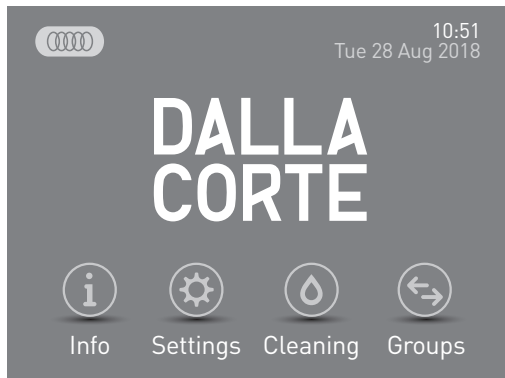 10:51
Tue 28 Aug 2018
DALLA
CORTE
Info
Settings
Cleaning
Groups